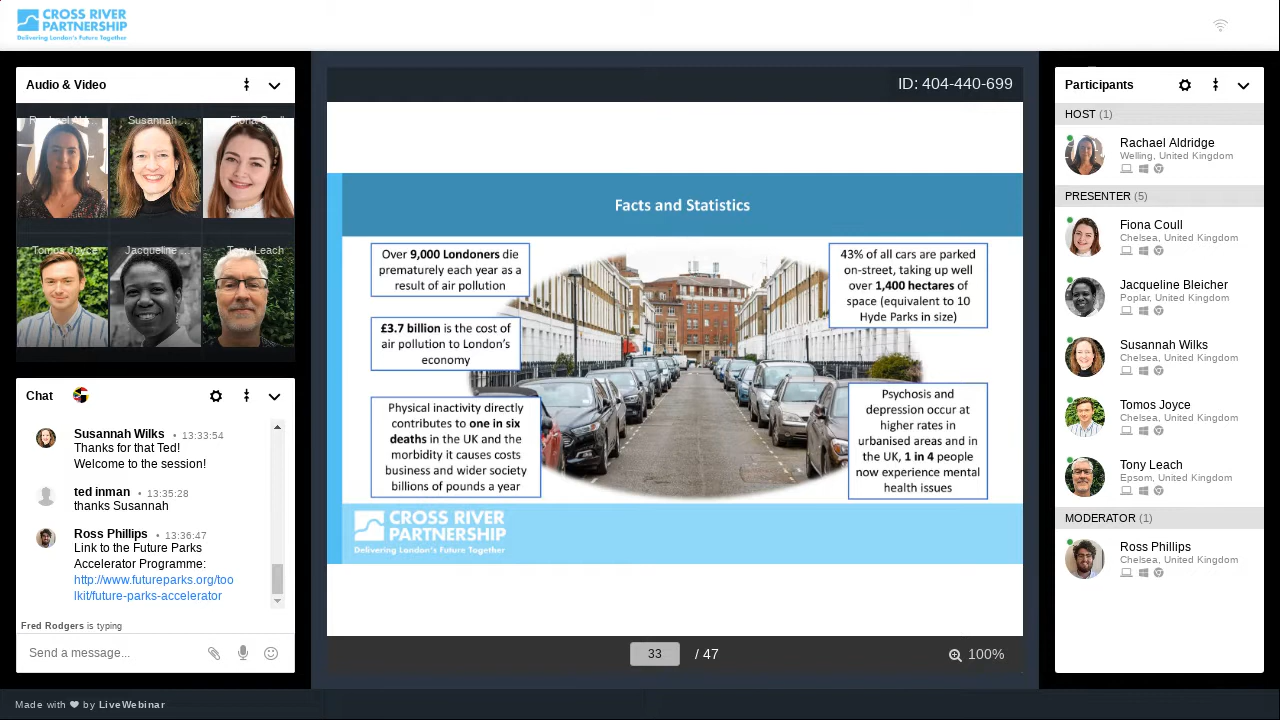 CROSS RIVER
PARTNERSHIP
Delivering London's Future Together
Audio & Video
Rachael Ald...
Susannah ...
Fiona Coull
Tomos Joyce
Jacqueline ...
Tony Leach
Chat
Susannah Wilks • 13:33:54
Thanks for that Ted!
Welcome to the session!
ted inman • 13:35:28
thanks Susannah
Ross Phillips • 13:36:47
Link to the Future Parks
Accelerator Programme:
http://www.futureparks.org/too
lkit/future-parks-accelerator
Fred Rodgers is typing
Send a message...
Made with ❤ by LiveWebinar
ID: 404-440-699
Facts and Statistics
Over 9,000 Londoners die
prematurely each year as a
result of air pollution
£3.7 billion is the cost of
air pollution to London's
economy
Physical inactivity directly
contributes to one in six
deaths in the UK and the
morbidity it causes costs
business and wider society
billions of pounds a year
43% of all cars are parked
on-street, taking up well
over 1,400 hectares of
space (equivalent to 10
Hyde Parks in size)
Psychosis and
depression occur at
higher rates in
urbanised areas and in
the UK, 1 in 4 people
now experience mental
health issues
CROSS RIVER
PARTNERSHIP
Delivering London's Future Together
33 / 47
100%
Participants
HOST (1)
Rachael Aldridge
Welling, United Kingdom
PRESENTER (5)
Fiona Coull
Chelsea, United Kingdom
Jacqueline Bleicher
Poplar, United Kingdom
Susannah Wilks
Chelsea, United Kingdom
Tomos Joyce
Chelsea, United Kingdom
Tony Leach
Epsom, United Kingdom
MODERATOR (1)
Ross Phillips
Chelsea, United Kingdom